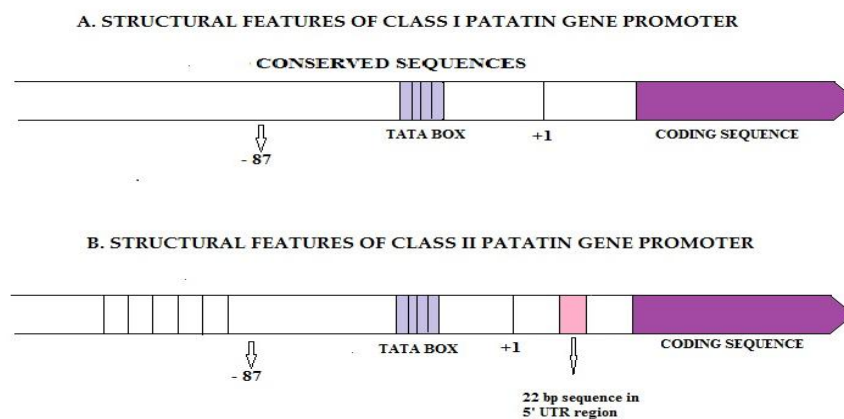 A. STRUCTURAL FEATURES OF CLASS I PATATIN GENE PROMOTER
CONSERVED SEQUENCES
TATA BOX
+1
CODING SEQUENCE
- 87
B. STRUCTURAL FEATURES OF CLASS II PATATIN GENE PROMOTER
TATA BOX
+1
CODING SEQUENCE
- 87
22 bp sequence in
5' UTR region